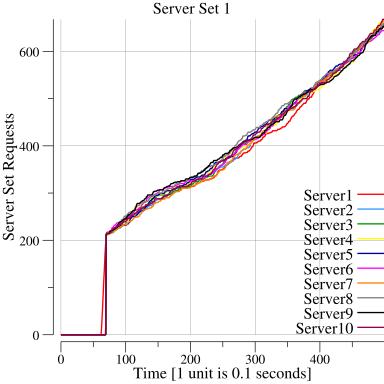 Server Set 1
Server Set Requests
600
400
200
0
Server1
Server2
Server3
Server4
Server5
Server6
Server7
Server8
Server9
Server10
0 100 200 300 400
Time [1 unit is 0.1 seconds]